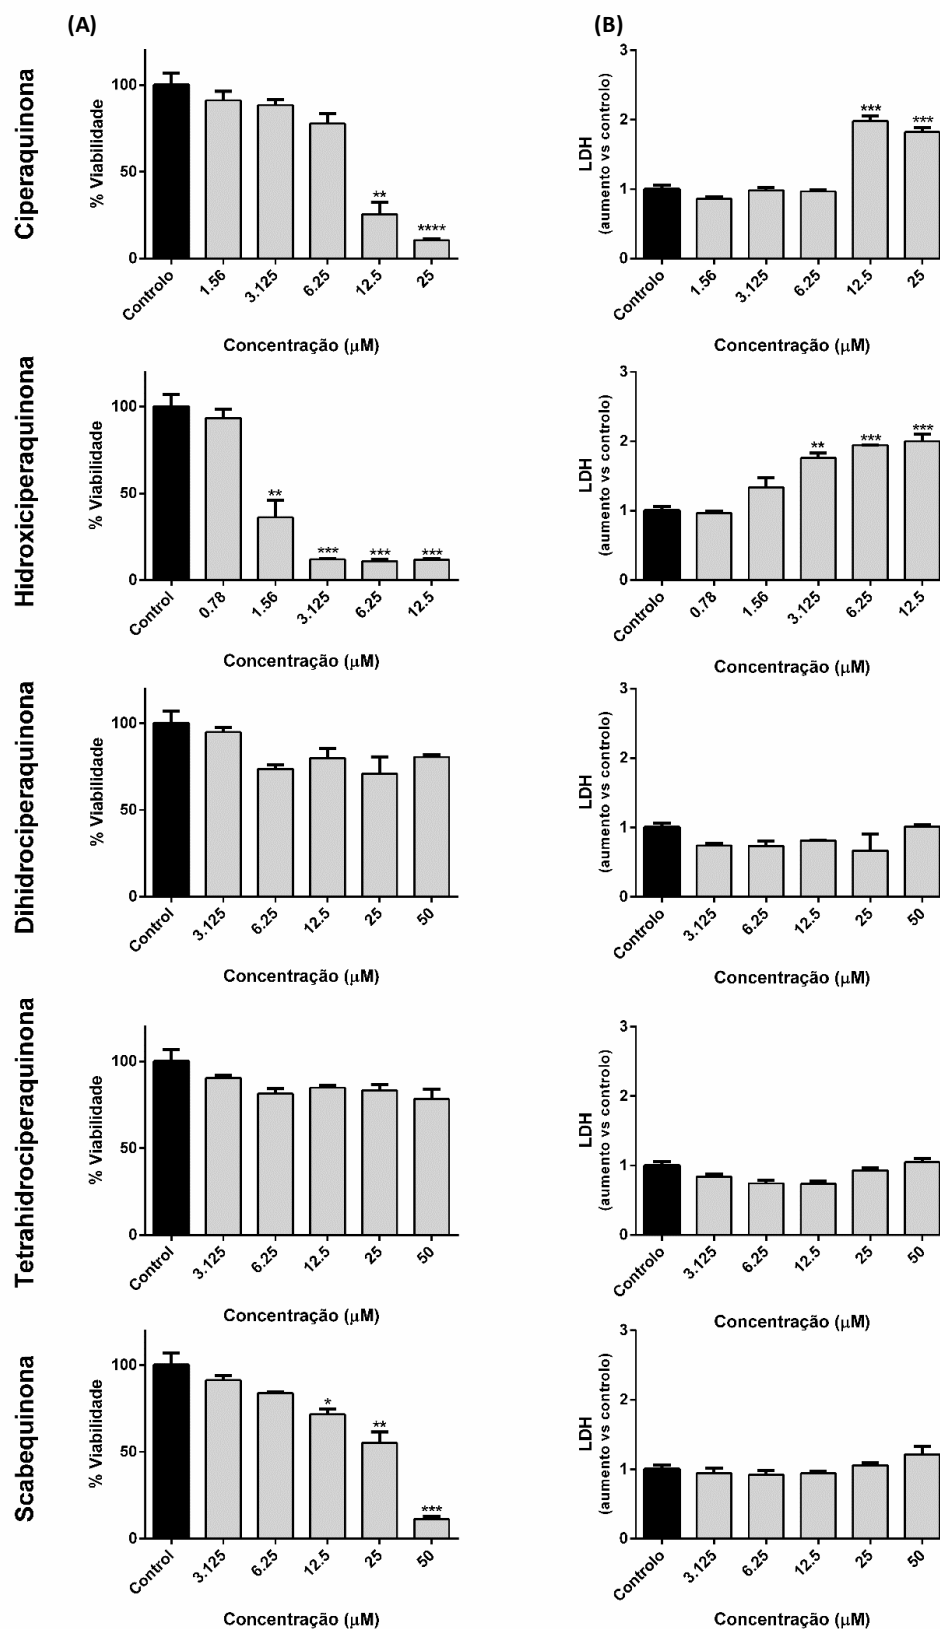 (A)
(B)
Ciperaquinona
% Viabilidade
100
50
0
**
****
Controlo
1.56
3.125
6.25
12.5
25
Concentração (µM)
LDH
(aumento vs controlo)
3
2
1
0
***
***
Controlo
1.56
3.125
6.25
12.5
25
Concentração (µM)
Hidroxiciperaquinona
% Viabilidade
100
50
0
**
***
***
***
Control
0.78
1.56
3.125
6.25
12.5
Concentração (µM)
LDH
(aumento vs controlo)
3
2
1
0
**
***
***
Controlo
0.78
1.56
3.125
6.25
12.5
Concentração (µM)
Dihidrociperaquinona
% Viabilidade
100
50
0
Control
3.125
6.25
12.5
25
50
Concentração (µM)
LDH
(aumento vs controlo)
3
2
1
0
Controlo
3.125
6.25
12.5
25
50
Concentração (µM)
Tetrahidrociperaquinona
% Viabilidade
100
50
0
Control
3.125
6.25
12.5
25
50
Concentração (µM)
LDH
(aumento vs controlo)
3
2
1
0
Controlo
3.125
6.25
12.5
25
50
Concentração (µM)
Scabequinona
% Viabilidade
100
50
0
*
**
***
Control
3.125
6.25
12.5
25
50
Concentração (µM)
LDH
(aumento vs controlo)
3
2
1
0
Controlo
3.125
6.25
12.5
25
50
Concentração (µM)